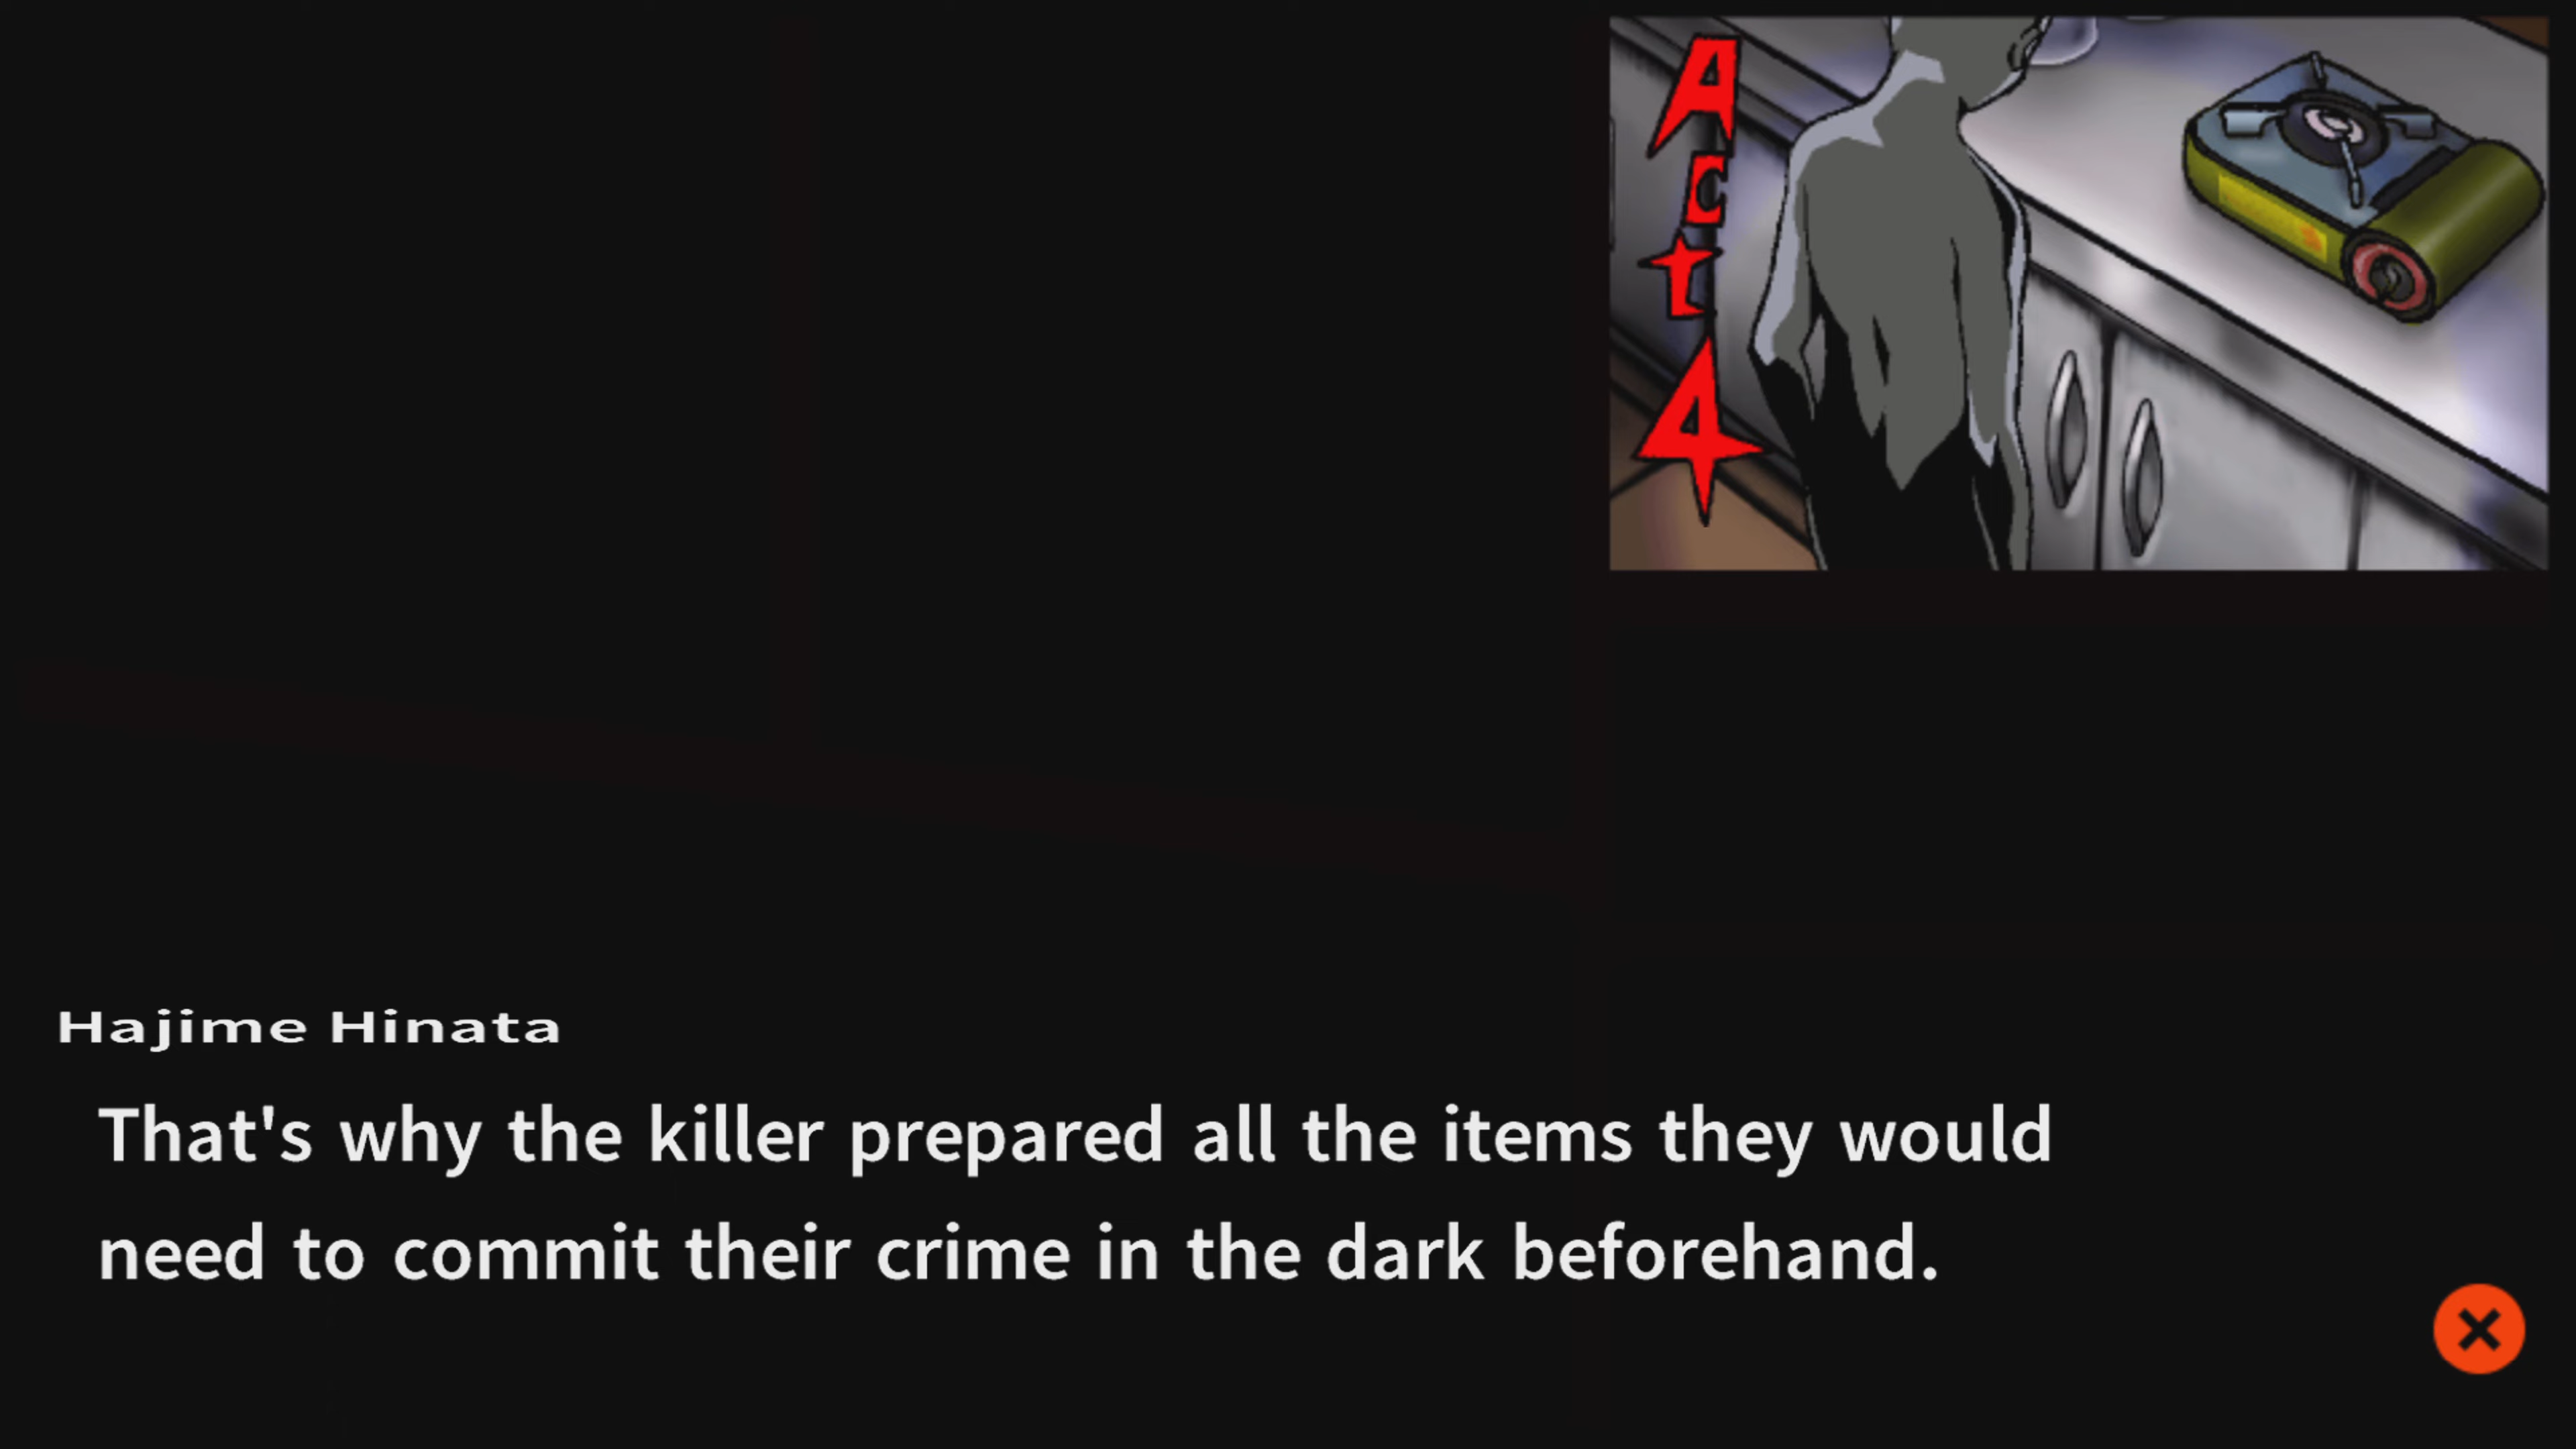 Act 4
Hajime Hinata
That's why the killer prepared all the items they would
need to commit their crime in the dark beforehand.